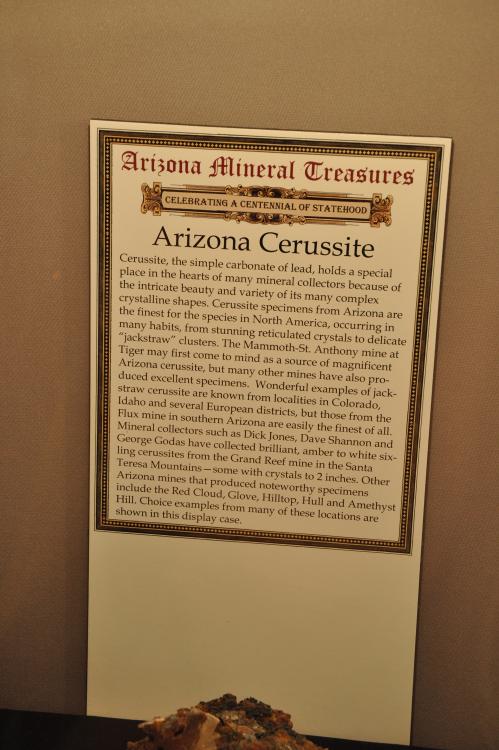 Arizona Mineral Treasures
CELEBRATING A CENTENNIAL OF STATEHOOD
Arizona Cerussite
Cerussite, the simple carbonate of lead, holds a special
place in the hearts of many mineral collectors because of
the intricate beauty and variety of its many complex
crystalline shapes. Cerussite specimens from Arizona are
the finest for the species in North America, occurring in
many habits, from stunning reticulated crystals to delicate
“jackstraw” clusters. The Mammoth-St. Anthony mine at
Tiger may first come to mind as a source of magnificent
Arizona cerussite, but many other mines have also pro-
duced excellent specimens. Wonderful examples of jack-
straw cerussite are known from localities in Colorado,
Idaho and several European districts, but those from the
Flux mine in southern Arizona are easily the finest of all.
Mineral collectors such as Dick Jones, Dave Shannon and
George Godas have collected brilliant, amber to white six-
ling cerussites from the Grand Reef mine in the Santa
Teresa Mountains—some with crystals to 2 inches. Other
Arizona mines that produced noteworthy specimens
include the Red Cloud, Glove, Hilltop, Hull and Amethyst
Hill. Choice examples from many of these locations are
shown in this display case.